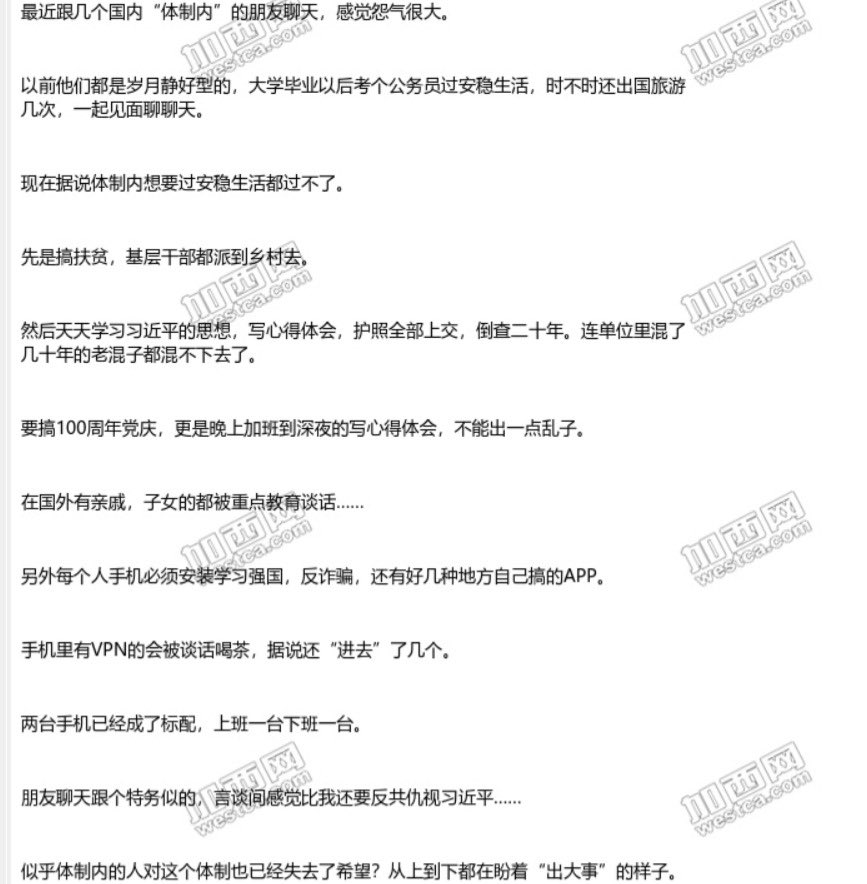 最近跟几个国内“体制内”的朋友聊天，感觉怨气很大。
以前他们都是岁月静好型的，大学毕业以后考个公务员过安稳生活，时不时还出国旅游
几次，一起见面聊聊天。
现在据说体制内想要过安稳生活都过不了。
先是搞扶贫，基层干部都派到乡村去。
然后天天学习习近平的思想，写心得体会，护照全部上交，倒查二十年。连单位里混了
几十年的老混子都混不下去了。
要搞100周年党庆，更是晚上加班到深夜的写心得体会，不能出一点乱子。
在国外有亲戚，子女的都被重点教育谈话......
另外每个人手机必须安装学习强国，反诈骗，还有好几种地方自己搞的APP。
手机里有VPN的会被谈话喝茶，据说还“进去”了几个。
两台手机已经成了标配，上班一台下班一台。
朋友聊天跟个特务似的，言谈间感觉比我还要反共仇视习近平......
似乎体制内的人对这个体制也已经失去了希望？从上到下都在盼着“出大事”的样子。
加西网
westca.com
加西网
westca.com
加西网
westca.com
加西网
westca.com
加西网
westca.com
加西网
westca.com
加西网
westca.com
加西网
westca.com